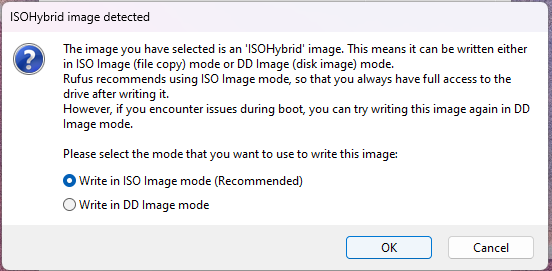 ISOHybrid image detected
The image you have selected is an 'ISOHybrid' image. This means it can be written either
in ISO Image (file copy) mode or DD Image (disk image) mode.
Rufus recommends using ISO Image mode, so that you always have full access to the
drive after writing it.
However, if you encounter issues during boot, you can try writing this image again in DD
Image mode.
Please select the mode that you want to use to write this image:
Write in ISO Image mode (Recommended)
Write in DD Image mode
OK
Cancel